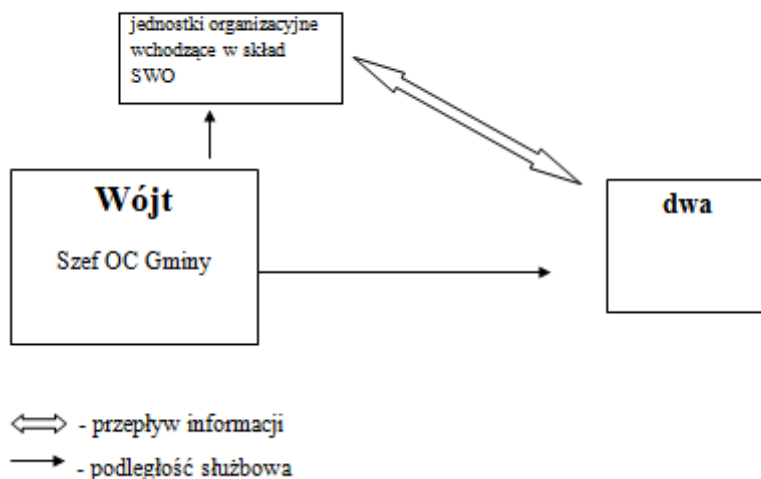 jednostki organizacyjne
wchodzące w skład
SWO
Wójt
Szef OC Gminy
dwa
- przepływ informacji
- podległość służbowa